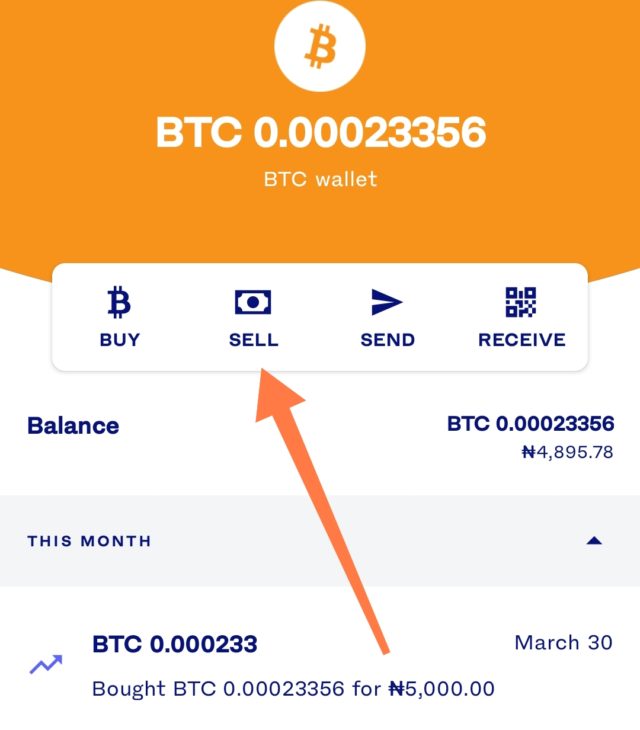 BTC 0.00023356
BTC wallet
BUY SELL SEND RECEIVE
Balance BTC 0.00023356
₦4,895.78
THIS MONTH
BTC 0.000233 March 30
Bought BTC 0.00023356 for ₦5,000.00